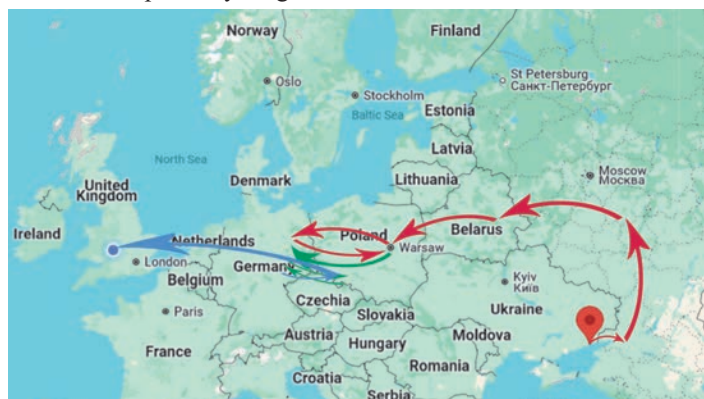 Norway
Finland
Oslo
St Petersburg
Санкт-Петербург
Stockholm
Estonia
Baltic Sea
Latvia
North Sea
Moscow
Москва
United
Kingdom
Denmark
Lithuania
Ireland
Netherlands
Poland
Belarus
Warsaw
London
Germany
Belgium
Kyiv
Київ
Czechia
Ukraine
Paris
Slovakia
Austria
Moldova
France
Hungary
Romania
Croatia
Serbia